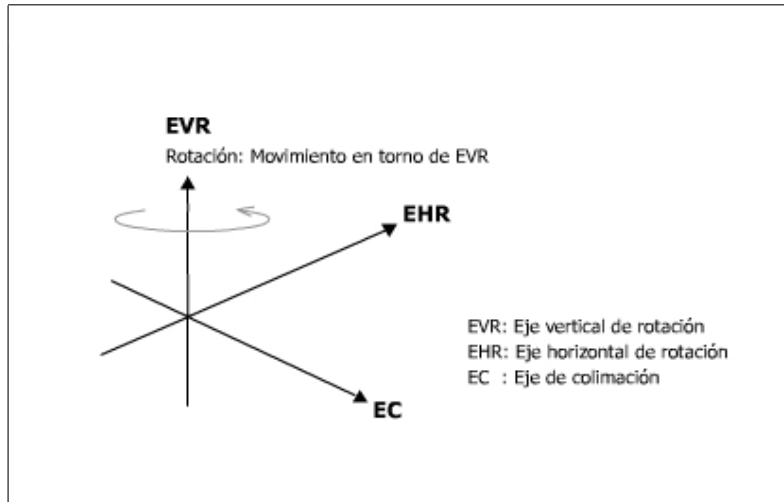 EVR
Rotación: Movimiento en torno de EVR
EHR
EVR: Eje vertical de rotación
EHR: Eje horizontal de rotación
EC : Eje de colimación
EC